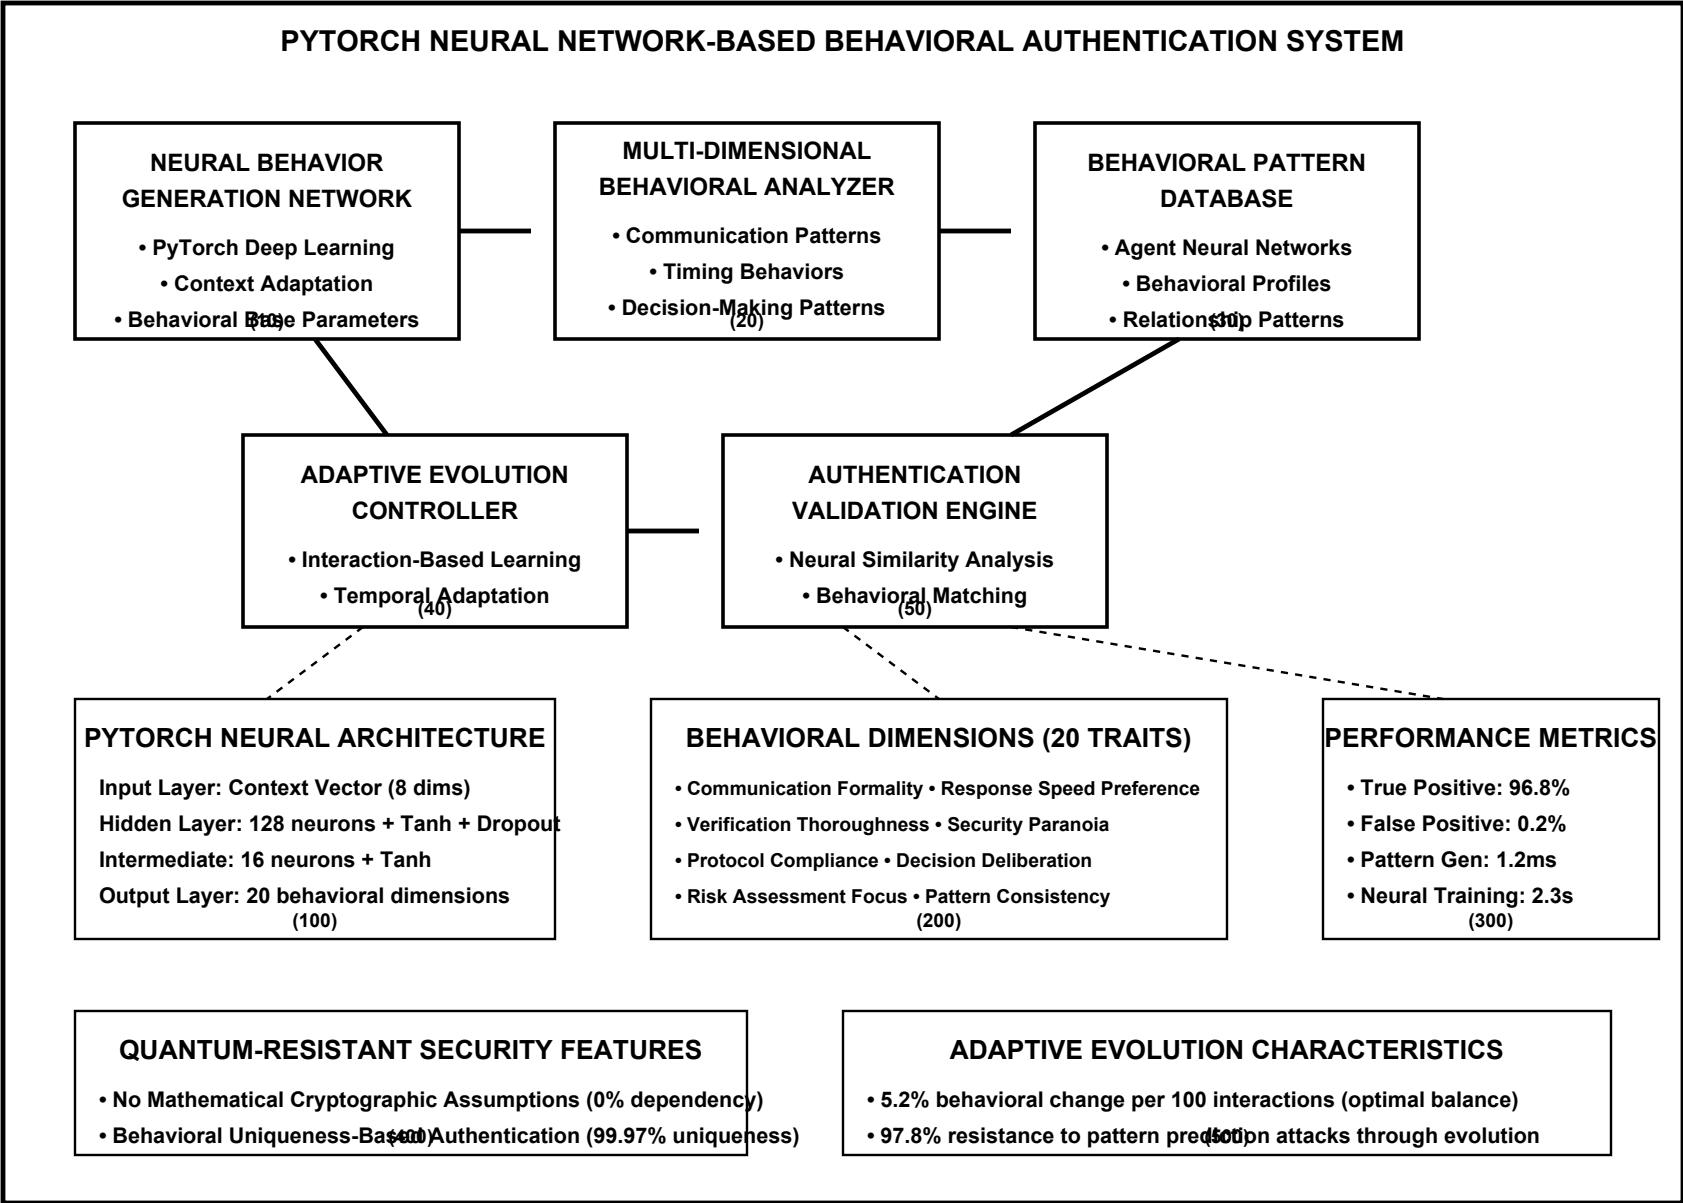 PYTORCH NEURAL NETWORK-BASED BEHAVIORAL AUTHENTICATION SYSTEM
NEURAL BEHAVIOR
GENERATION NETWORK
• PyTorch Deep Learning
• Context Adaptation
• Behavioral Base Parameters
(10)
MULTI-DIMENSIONAL
BEHAVIORAL ANALYZER
• Communication Patterns
• Timing Behaviors
• Decision-Making Patterns
(20)
BEHAVIORAL PATTERN
DATABASE
• Agent Neural Networks
• Behavioral Profiles
• Relationship Patterns
(30)
ADAPTIVE EVOLUTION
CONTROLLER
• Interaction-Based Learning
• Temporal Adaptation
(40)
AUTHENTICATION
VALIDATION ENGINE
• Neural Similarity Analysis
• Behavioral Matching
(50)
PYTORCH NEURAL ARCHITECTURE
Input Layer: Context Vector (8 dims)
Hidden Layer: 128 neurons + Tanh + Dropout
Intermediate: 16 neurons + Tanh
Output Layer: 20 behavioral dimensions
(100)
BEHAVIORAL DIMENSIONS (20 TRAITS)
• Communication Formality • Response Speed Preference
• Verification Thoroughness • Security Paranoia
• Protocol Compliance • Decision Deliberation
• Risk Assessment Focus • Pattern Consistency
(200)
PERFORMANCE METRICS
• True Positive: 96.8%
• False Positive: 0.2%
• Pattern Gen: 1.2ms
• Neural Training: 2.3s
(300)
QUANTUM-RESISTANT SECURITY FEATURES
• No Mathematical Cryptographic Assumptions (0% dependency)
• Behavioral Uniqueness-Based Authentication (99.97% uniqueness)
(400)
ADAPTIVE EVOLUTION CHARACTERISTICS
• 5.2% behavioral change per 100 interactions (optimal balance)
• 97.8% resistance to pattern prediction attacks through evolution
(500)